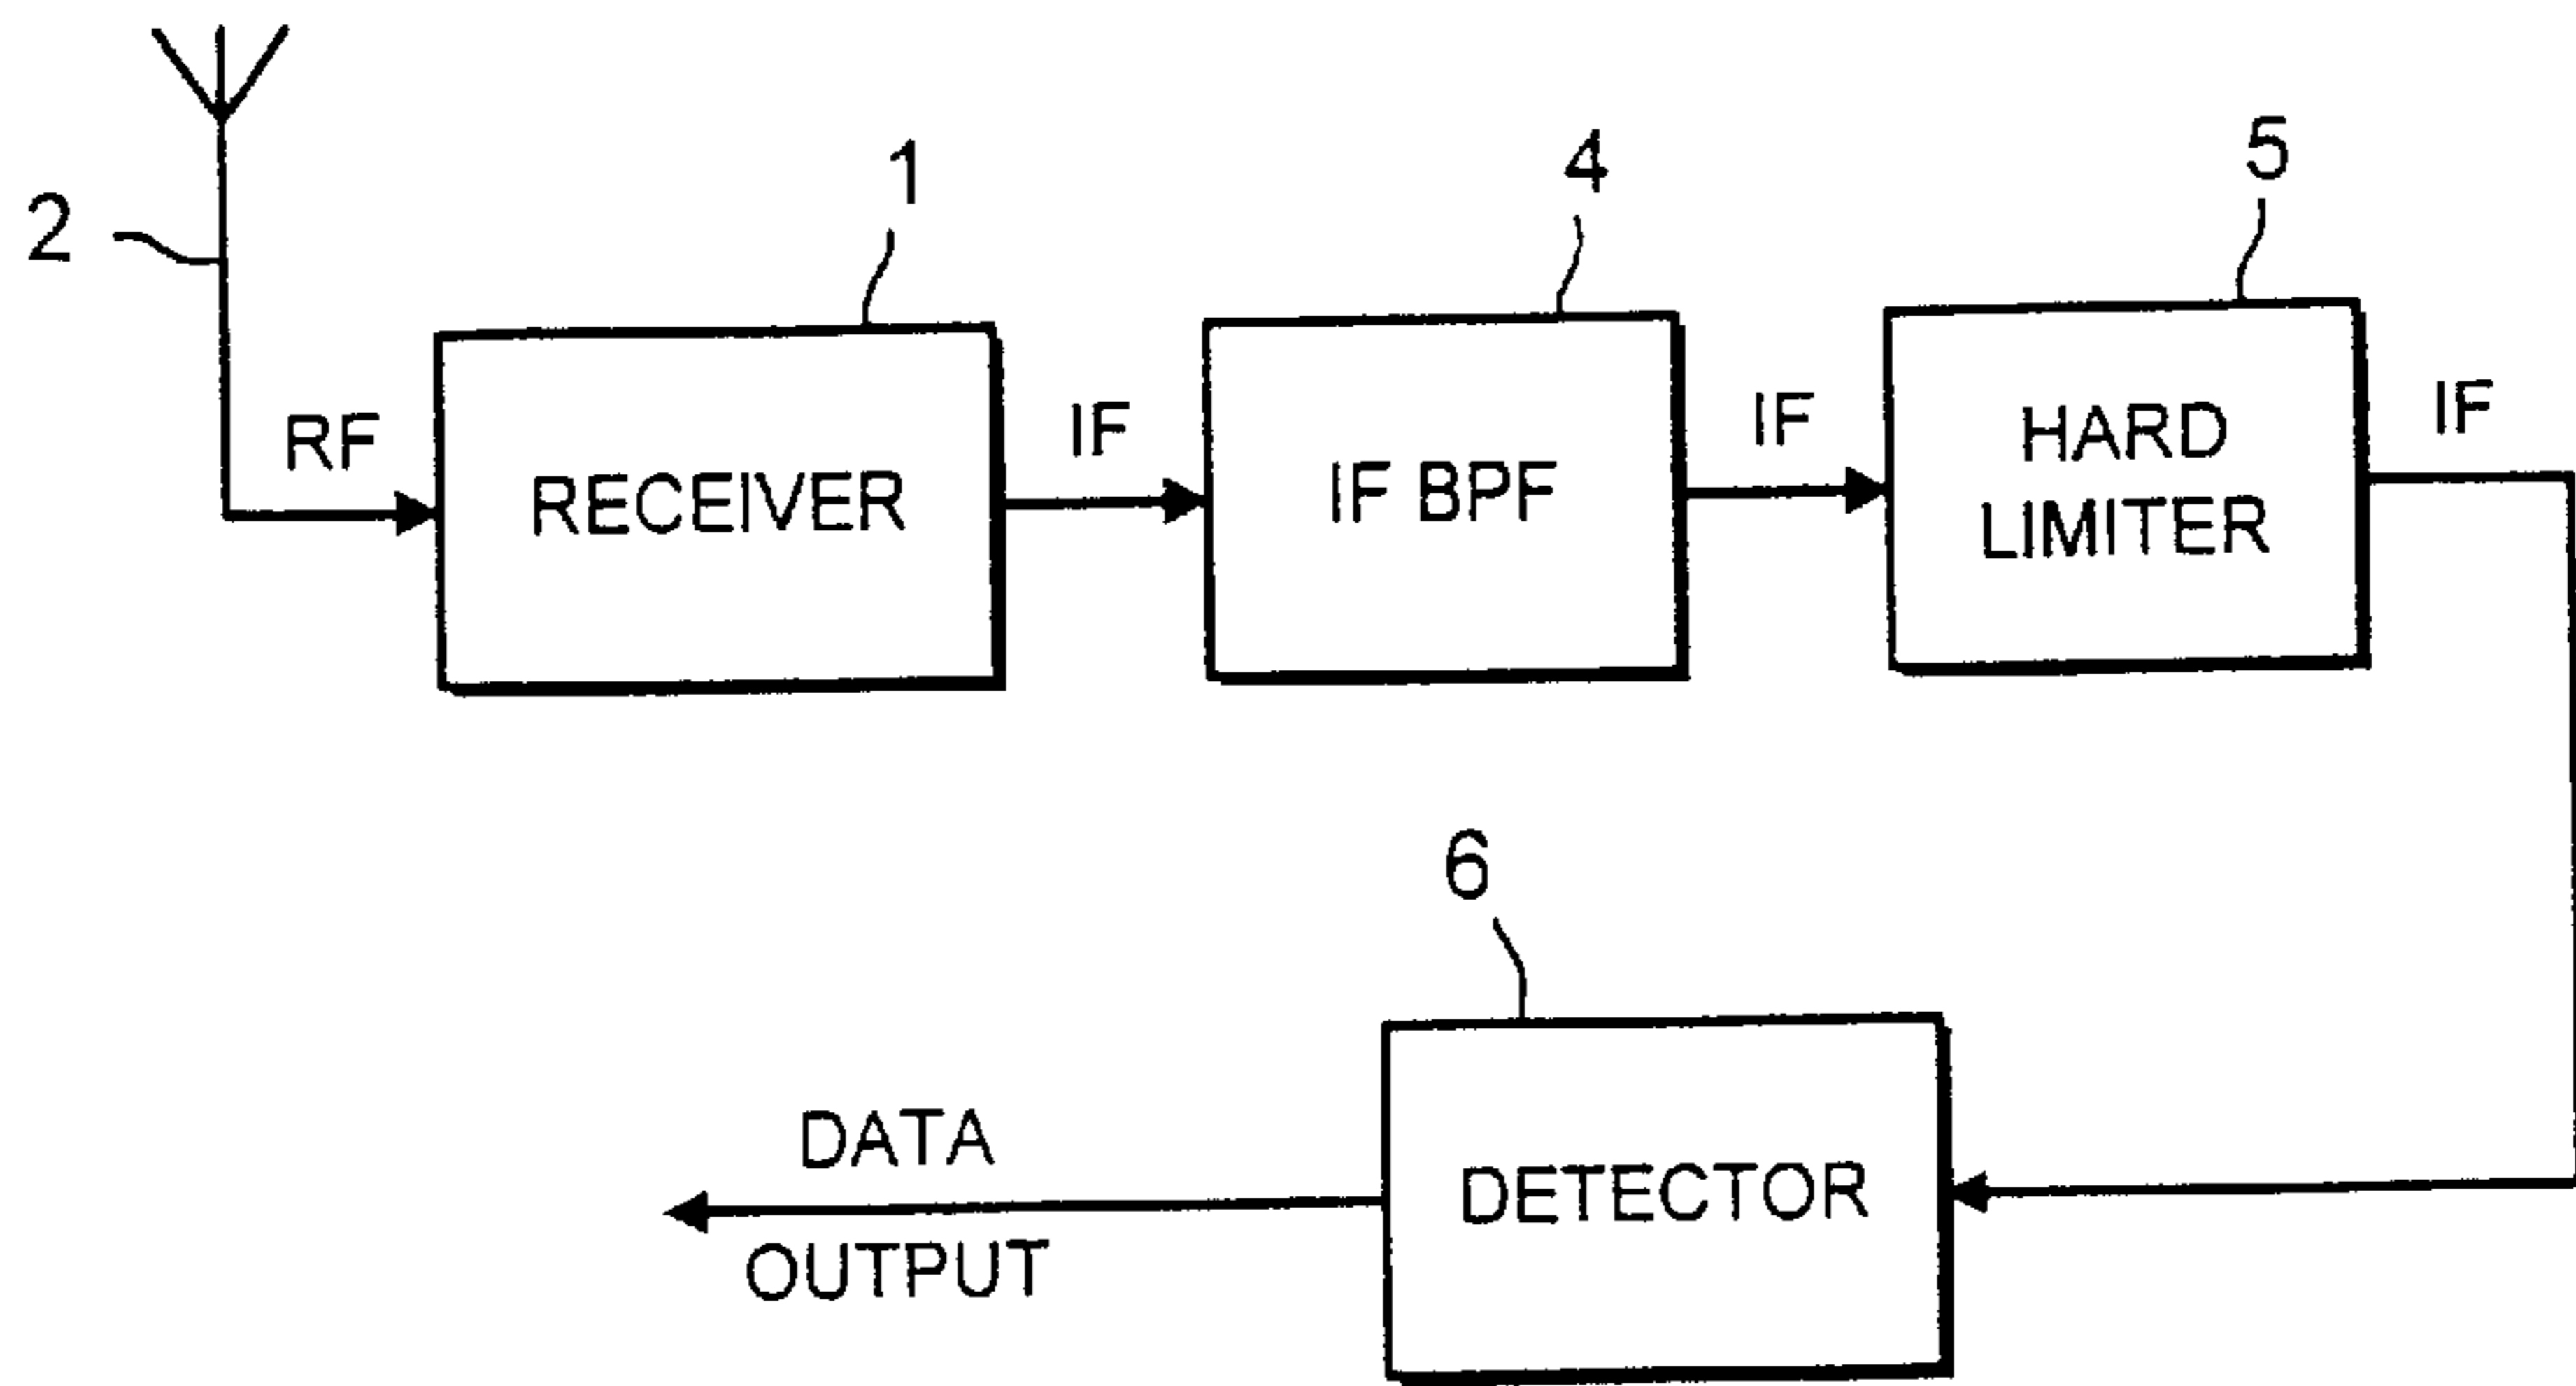 2
1
4
5
RF
RECEIVER
IF
IF BPF
IF
HARD
LIMITER
IF
6
DETECTOR
DATA
OUTPUT